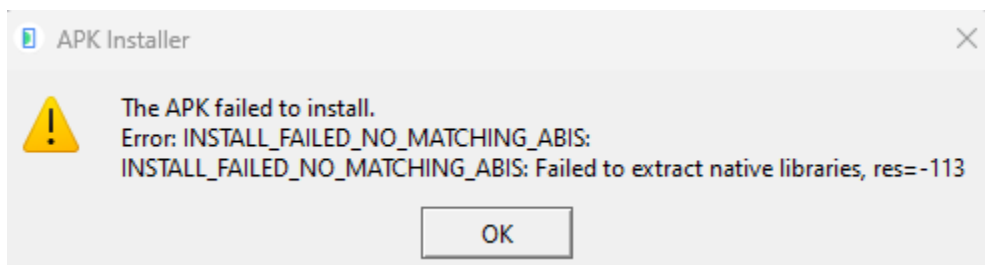 APK Installer
The APK failed to install.
Error: INSTALL_FAILED_NO_MATCHING_ABIS:
INSTALL_FAILED_NO_MATCHING_ABIS: Failed to extract native libraries, res=-113
OK